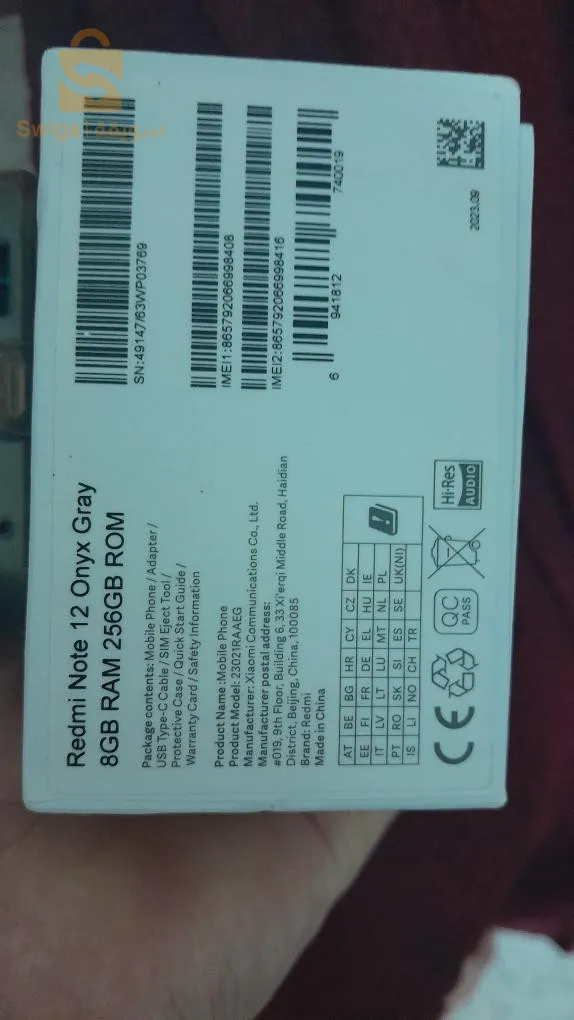 Redmi Note 12 Onyx Gray
8GB RAM 256GB ROM
Package contents: Mobile Phone / Adapter /
USB Type-C Cable / SIM Eject Tool /
Protective Case / Quick Start Guide /
Warranty Card / Safety Information
Product Name :Mobile Phone
Product Model: 23021RAAEG
Manufacturer: Xiaomi Communications Co., Ltd.
Manufacturer postal address:
#019, 9th Floor, Building 6, 33 Xi'erqi Middle Road, Haidian
District, Beijing, China, 100085
Brand: Redmi
Made in China
AT BE BG HR CY CZ DK
EE FI FR DE EL HU IE
IT LV LT LU MT NL PL
PT RO SK SI ES SE UK(NI)
IS LI NO CH TR
CE
QC
PASS
Hi-Res
AUDIO
SN:49147/63W/P03769
IMEI1:865792066998408
IMEI2:865792066998416
6 941812 740019
2023.09